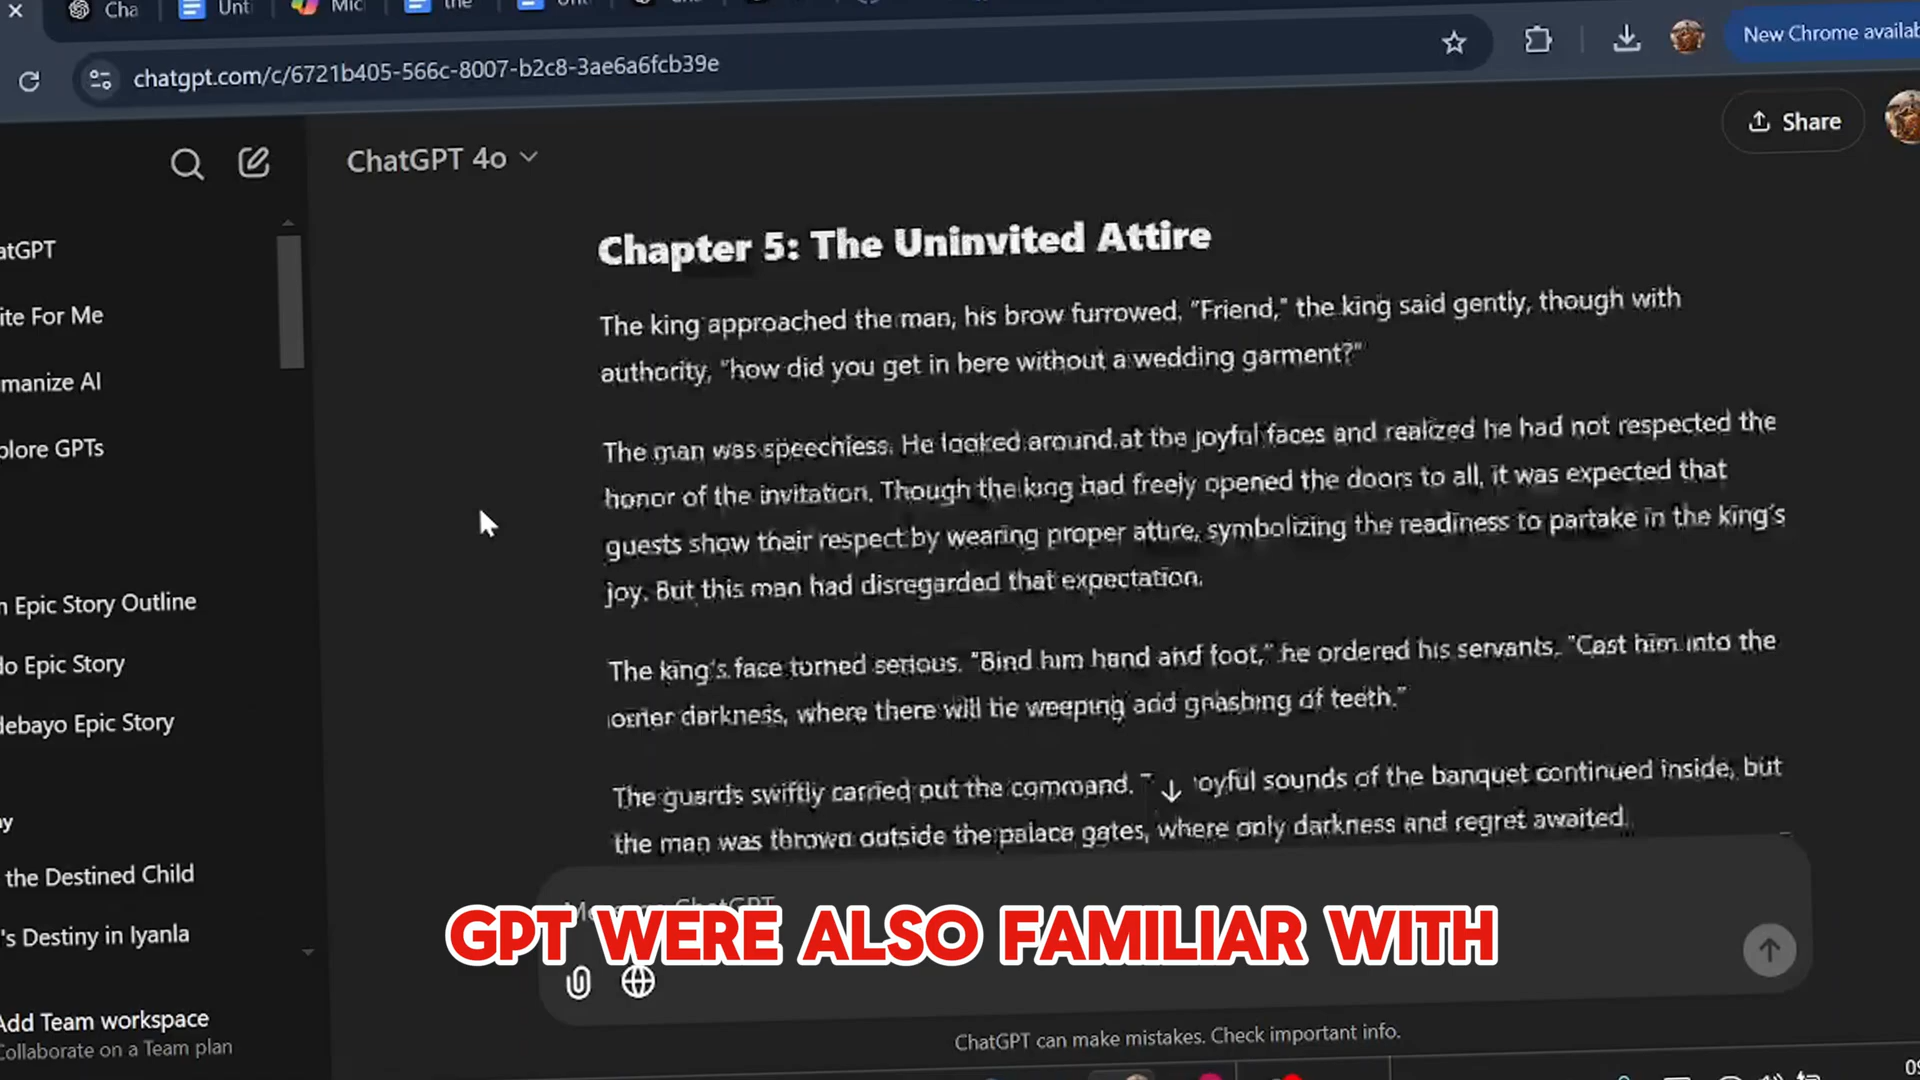 Cha
Unt
Mic
the
chatgpt.com/c/6721b405-566c-8007-b2c8-3ae6a6fcb39e
New Chrome availab
Share
ChatGPT 4o
atGPT
ite For Me
manize AI
plore GPTs
n Epic Story Outline
do Epic Story
debayo Epic Story
ay
the Destined Child
's Destiny in Iyanla
Add Team workspace
Collaborate on a Team plan
Chapter 5: The Uninvited Attire
The king approached the man, his brow furrowed. "Friend," the king said gently, though with
authority, "how did you get in here without a wedding garment?"
The man was speechless. He looked around at the joyful faces and realized he had not respected the
honor of the invitation. Though the king had freely opened the doors to all, it was expected that
guests show their respect by wearing proper attire, symbolizing the readiness to partake in the king's
joy. But this man had disregarded that expectation.
The king's face turned serious. "Bind him hand and foot," he ordered his servants. "Cast him into the
outer darkness, where there will be weeping and gnashing of teeth."
The guards swiftly carried out the command. oyful sounds of the banquet continued inside, but
the man was thrown outside the palace gates, where only darkness and regret awaited.
Message ChatGPT
GPT WERE ALSO FAMILIAR WITH
ChatGPT can make mistakes. Check important info.